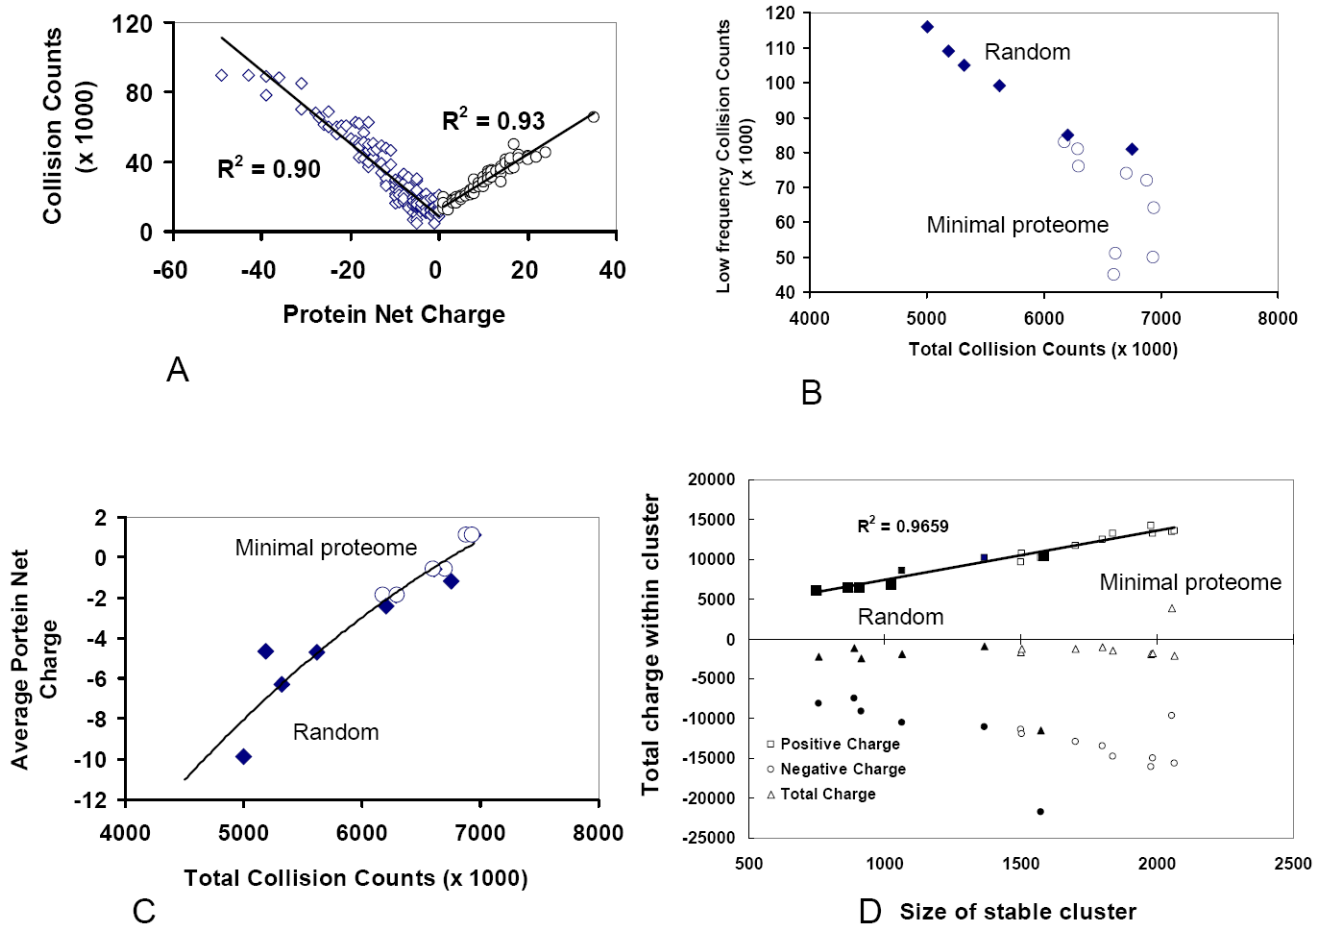 Collision Counts
(x 1000)
120
80
40
0
R2 = 0.93
R2 = 0.90
-60
-40
-20
0
20
40
Protein Net Charge
A
Low frequency Collision Counts
(x 1000)
120
110
100
90
80
70
60
50
40
Random
Minimal proteome
4000
5000
6000
7000
8000
Total Collision Counts (x 1000)
B
Average Portein Net
Charge
2
0
-2
-4
-6
-8
-10
-12
Minimal proteome
Random
4000
5000
6000
7000
8000
Total Collision Counts (x 1000)
C
Total charge within cluster
20000
15000
10000
5000
0
-5000
-10000
-15000
-20000
-25000
R2 = 0.9659
Minimal proteome
Random
Positive Charge
Negative Charge
Total Charge
500
1000
1500
2000
2500
D Size of stable cluster